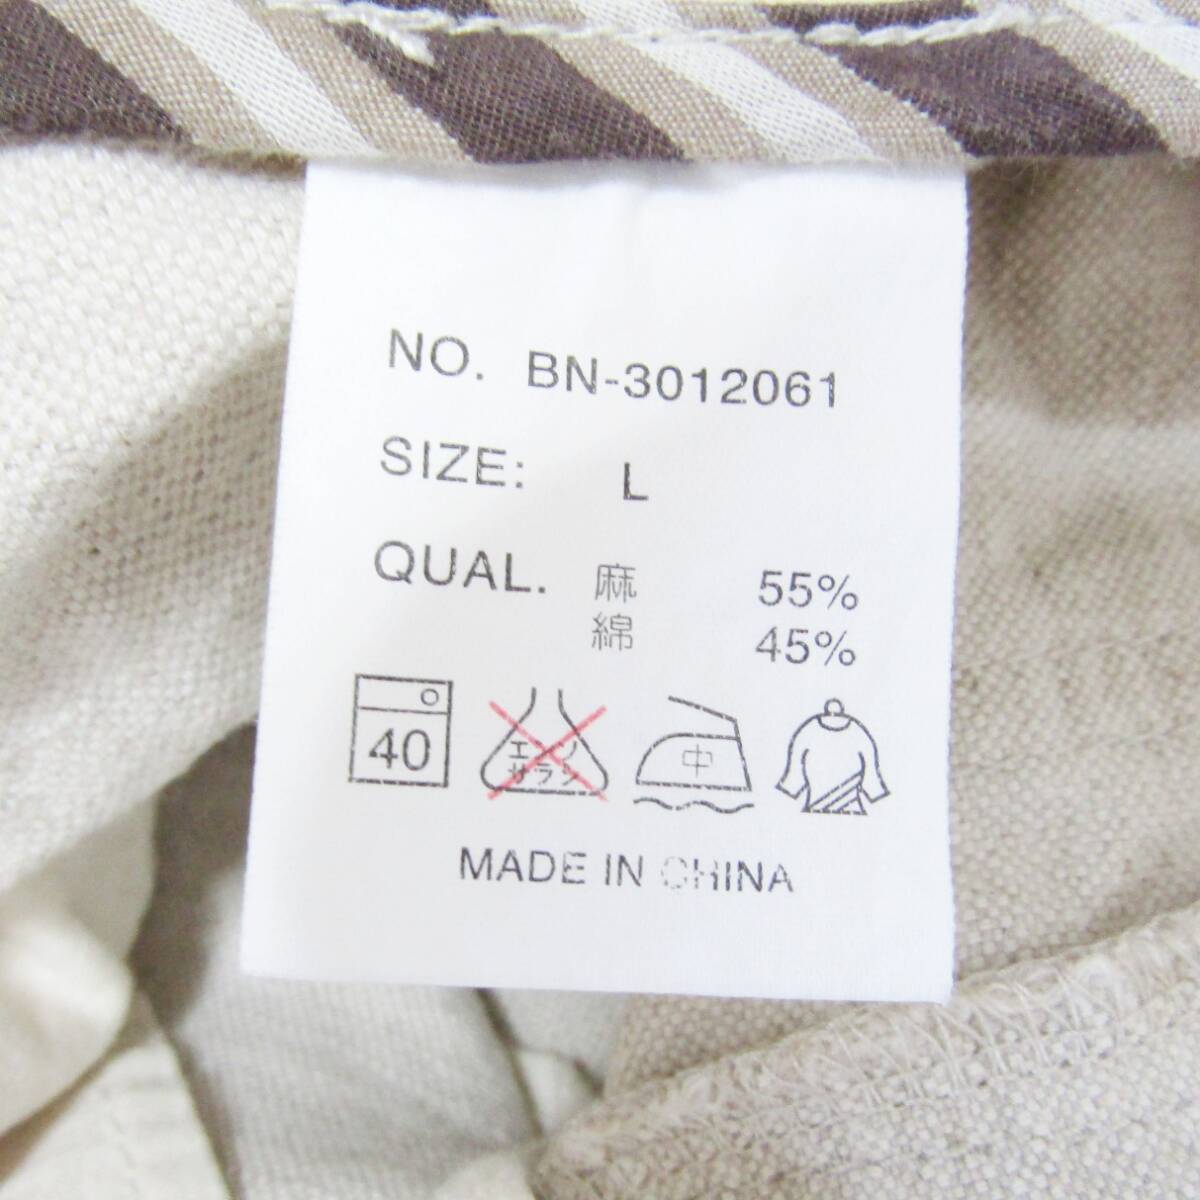 NO. BN-3012061
SIZE: L
QUAL. 麻 55%
綿 45%
40
エンソ
サラシ
中
MADE IN CHINA